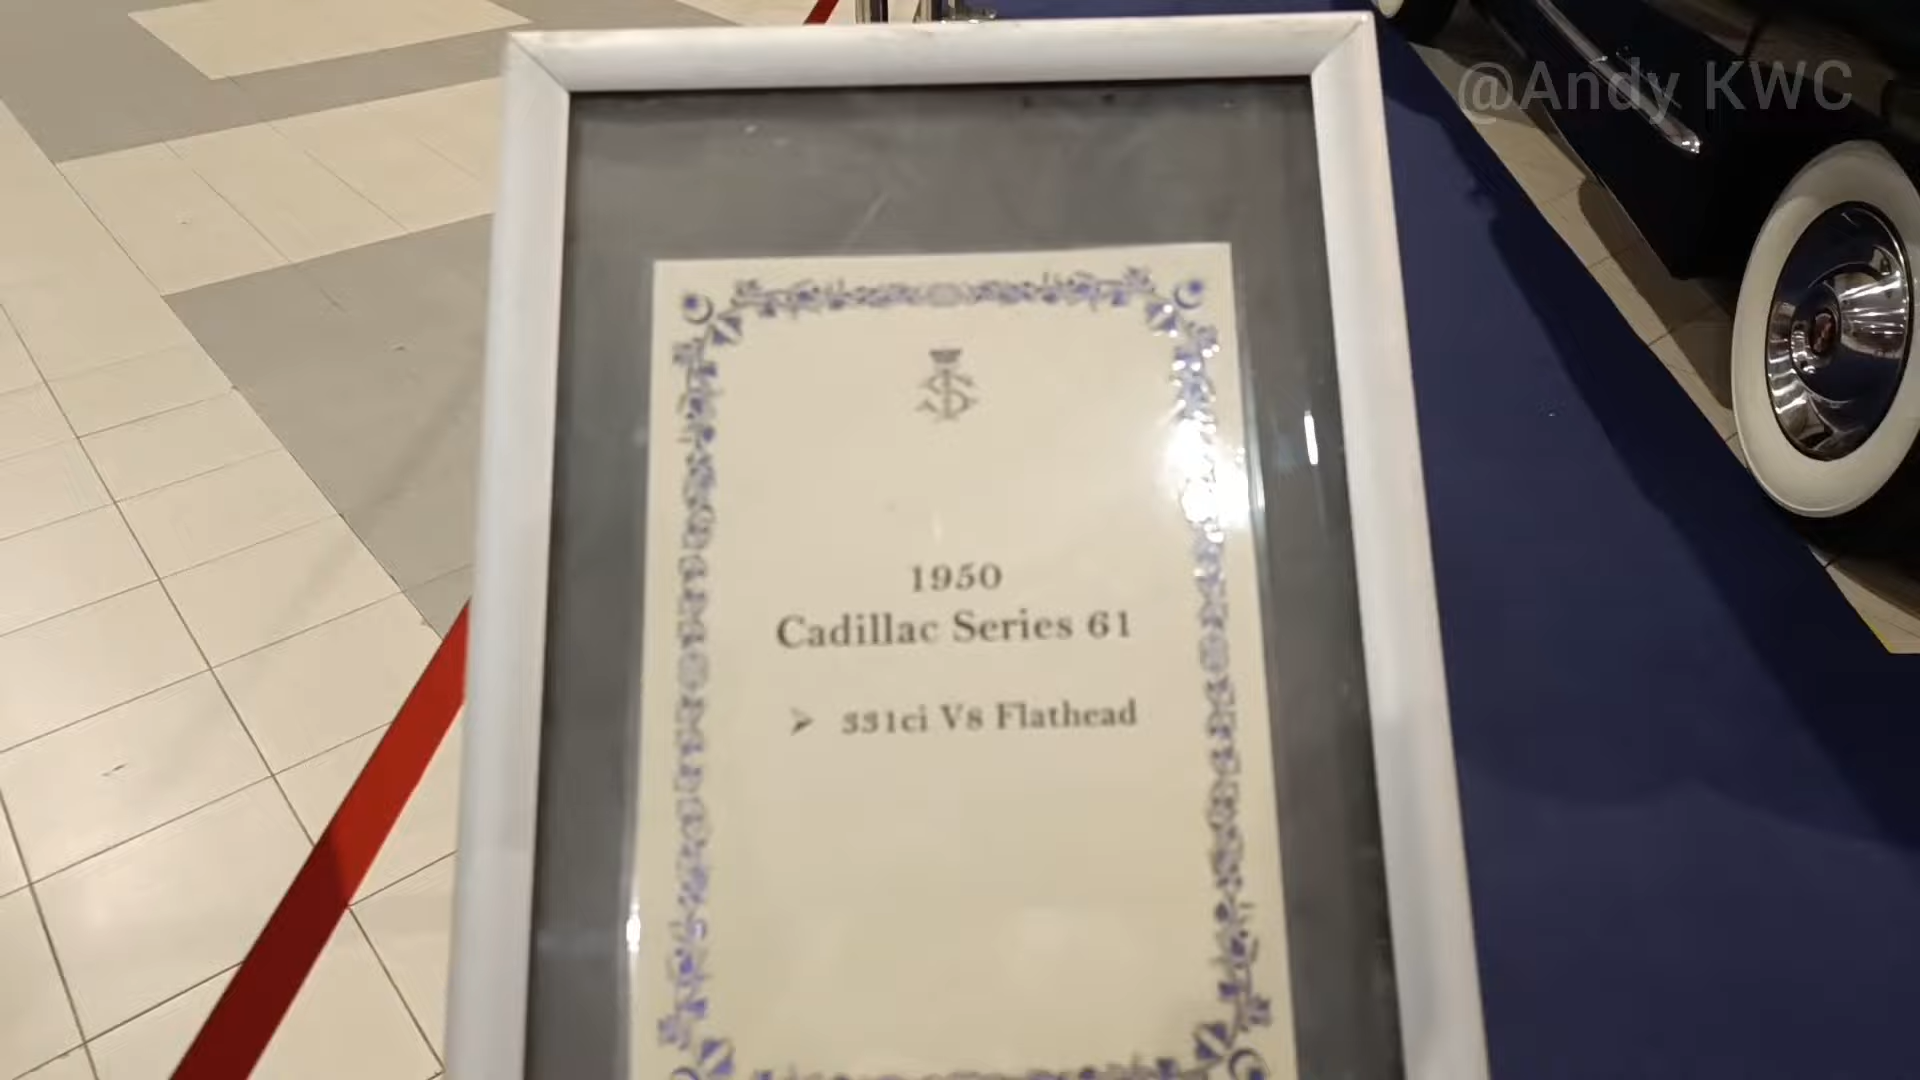 @Andy KWC
1950
Cadillac Series 61
➢ 331ci V8 Flathead